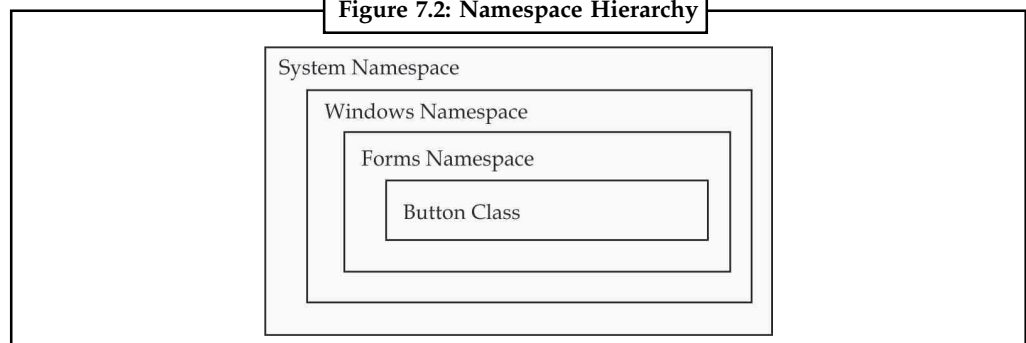 Figure 7.2: Namespace Hierarchy
System Namespace
Windows Namespace
Forms Namespace
Button Class